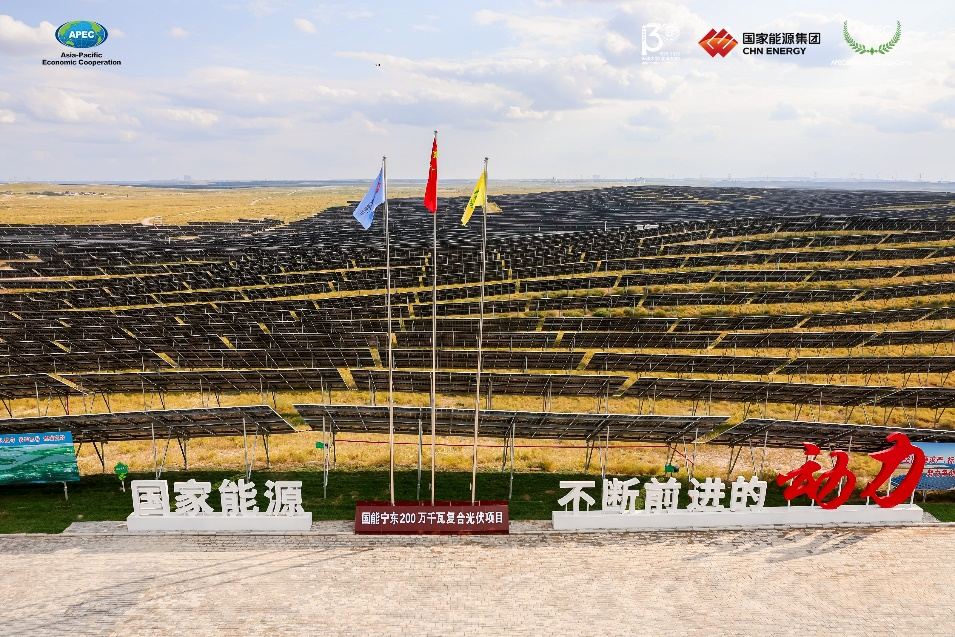 APEC
Asia-Pacific
Economic Cooperation
国家能源集团
CHN ENERGY
国家能源
国能宁东200万千瓦复合光伏项目
不断前进的动力